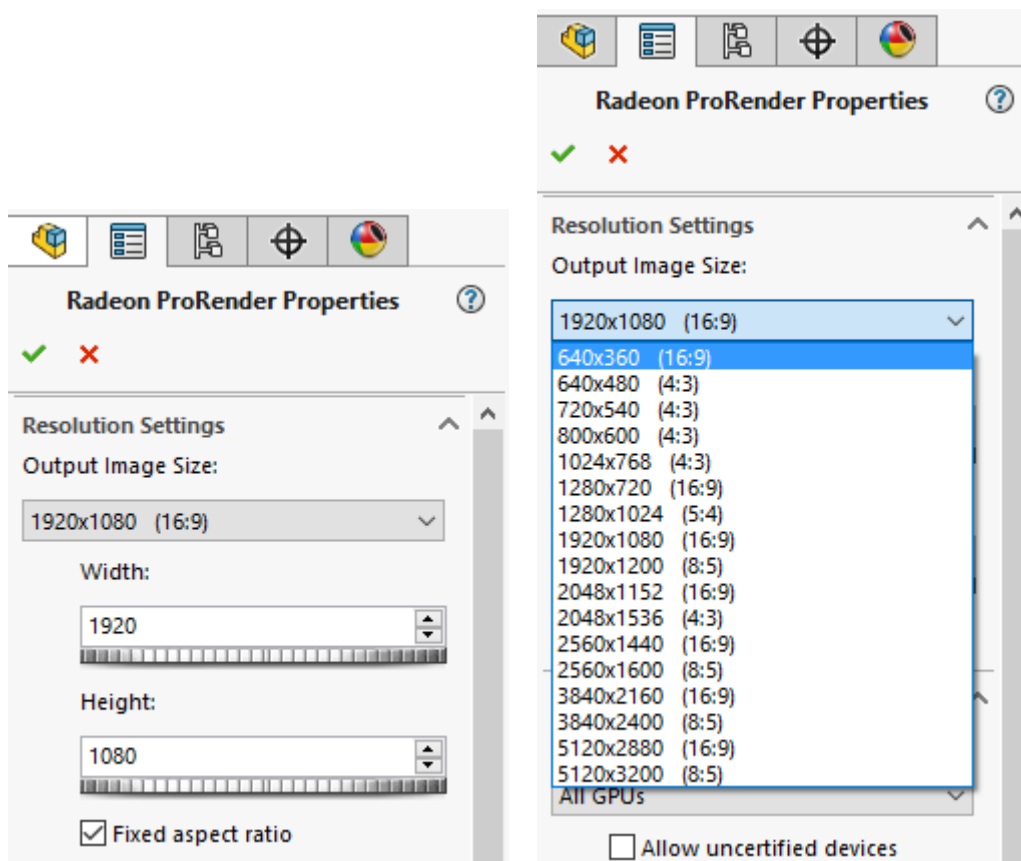 Radeon ProRender Properties
Resolution Settings
Output Image Size:
1920x1080 (16:9)
Width:
1920
Height:
1080
Fixed aspect ratio
Radeon ProRender Properties
Resolution Settings
Output Image Size:
1920x1080 (16:9)
640x360 (16:9)
640x480 (4:3)
720x540 (4:3)
800x600 (4:3)
1024x768 (4:3)
1280x720 (16:9)
1280x1024 (5:4)
1920x1080 (16:9)
1920x1200 (8:5)
2048x1152 (16:9)
2048x1536 (4:3)
2560x1440 (16:9)
2560x1600 (8:5)
3840x2160 (16:9)
3840x2400 (8:5)
5120x2880 (16:9)
5120x3200 (8:5)
All GPUs
Allow uncertified devices